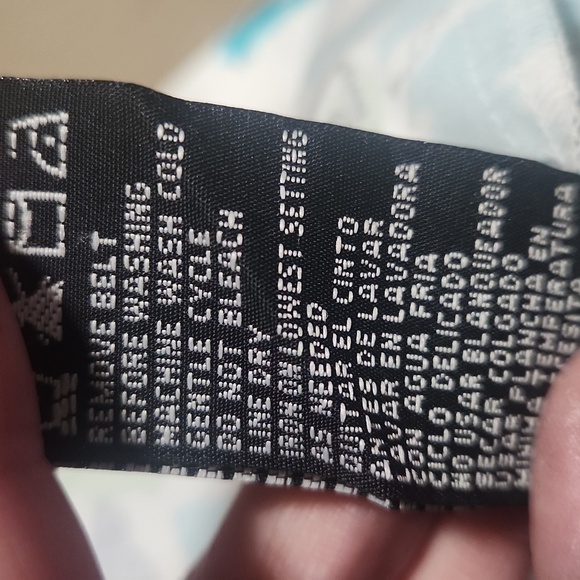 REMOVE BELT
BEFORE WASHING
MACHINE WASH COLD
GENTLE CYCLE
DO NOT BLEACH
LINE DRY
IRON LOWEST SETTING
AS NEEDED
QUITAR EL CINTO
ANTES DE LAVAR
LAVAR EN LAVADORA
CON AGUA FRIA
CICLO DELICADO
NO USAR BLANQUEADOR
SECAR COLGADO
USAR PLANCHA EN
TEMPERATURA